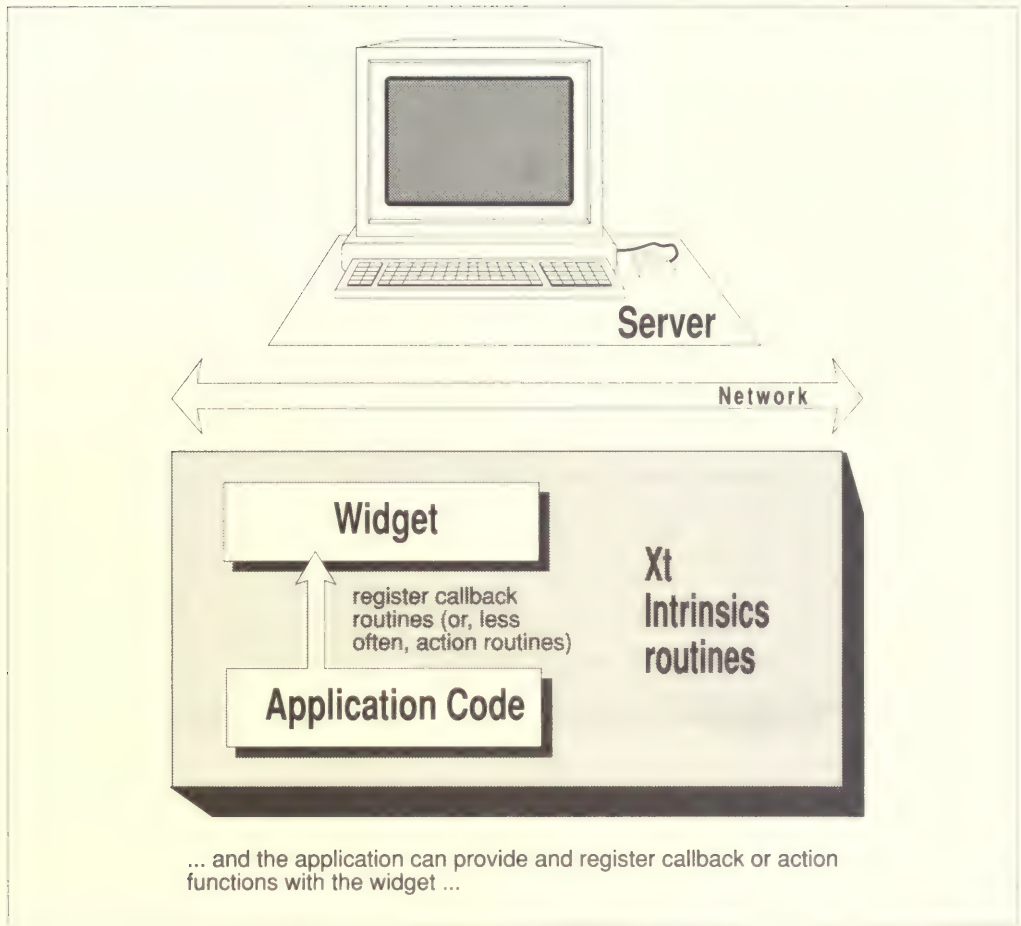 Server
Network
Widget
register callback
routines (or, less
often, action routines)
Application Code
Xt
Intrinsics
routines
... and the application can provide and register callback or action
functions with the widget ...